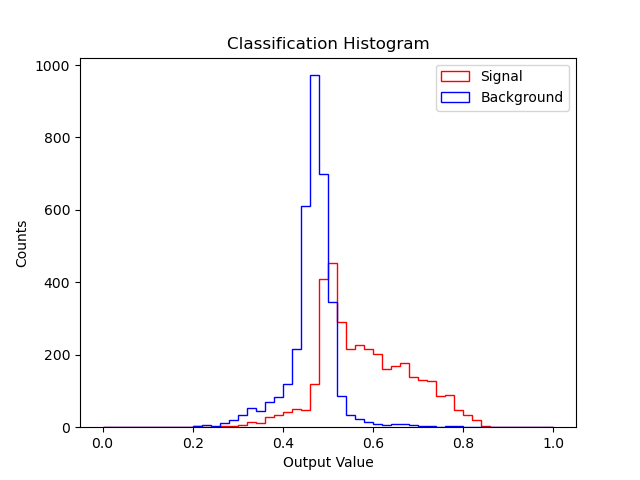 Classification Histogram
Signal
Background
1000
800
600
400
200
0
Counts
0.0 0.2 0.4 0.6 0.8 1.0
Output Value